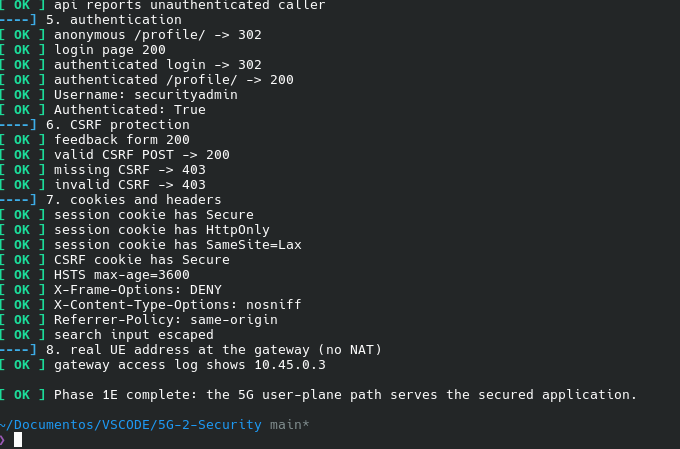 [ OK ] api reports unauthenticated caller
----] 5. authentication
[ OK ] anonymous /profile/ -> 302
[ OK ] login page 200
[ OK ] authenticated login -> 302
[ OK ] authenticated /profile/ -> 200
[ OK ] Username: securityadmin
[ OK ] Authenticated: True
----] 6. CSRF protection
[ OK ] feedback form 200
[ OK ] valid CSRF POST -> 200
[ OK ] missing CSRF -> 403
[ OK ] invalid CSRF -> 403
----] 7. cookies and headers
[ OK ] session cookie has Secure
[ OK ] session cookie has HttpOnly
[ OK ] session cookie has SameSite=Lax
[ OK ] CSRF cookie has Secure
[ OK ] HSTS max-age=3600
[ OK ] X-Frame-Options: DENY
[ OK ] X-Content-Type-Options: nosniff
[ OK ] Referrer-Policy: same-origin
[ OK ] search input escaped
----] 8. real UE address at the gateway (no NAT)
[ OK ] gateway access log shows 10.45.0.3
[ OK ] Phase 1E complete: the 5G user-plane path serves the secured application.
~/Documentos/VSCODE/5G-2-Security main*
❯